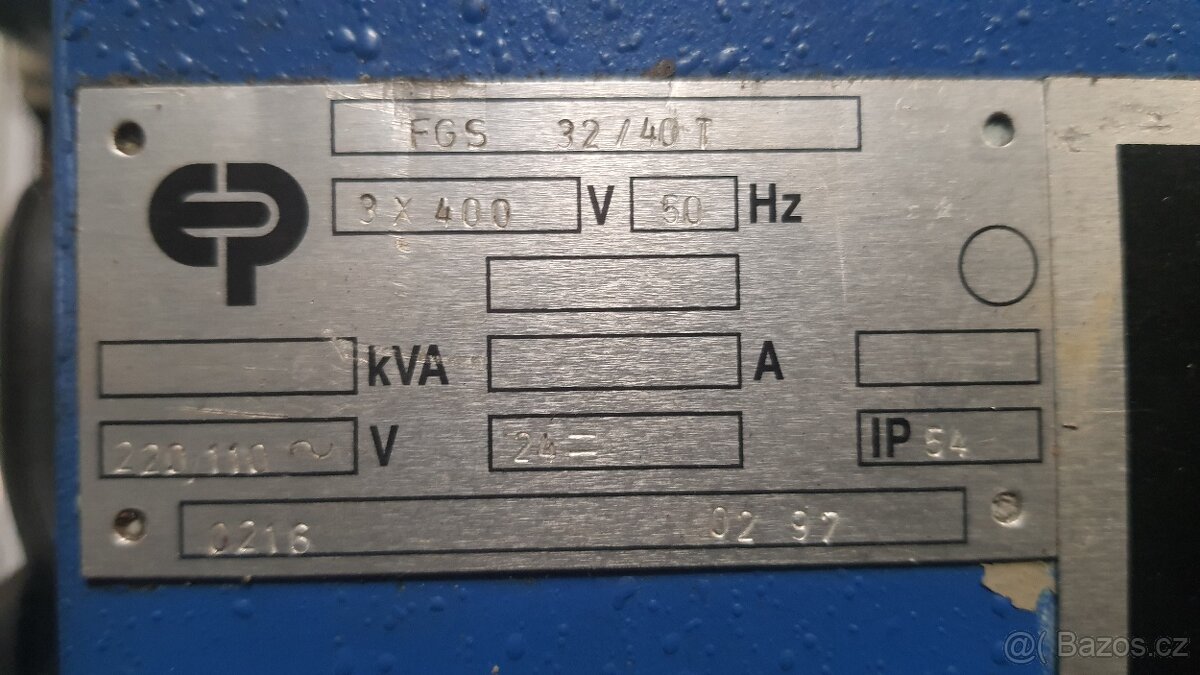 FGS 32/40 T
3 X 400 V 50 Hz
kVA A
220,110 ~ V 24 = IP 54
0216 02 97
@( Bazos.cz